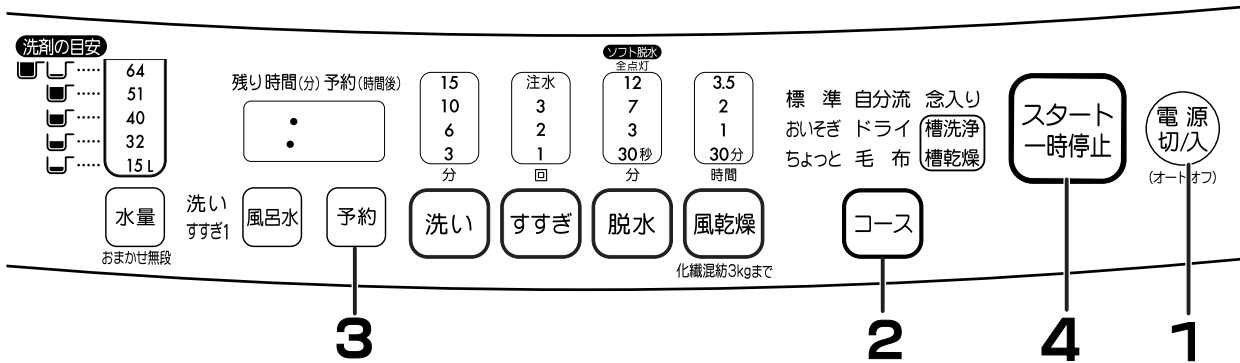 洗剤の目安
64
51
40
32
15 L
水量
おまかせ無段
残り時間(分) 予約(時間後)
:
洗い
すすぎ1
風呂水
予約
15
10
6
3
分
洗い
注水
3
2
1
回
すすぎ
ソフト脱水
全点灯
12
7
3
30秒
分
脱水
3.5
2
1
30分
時間
風乾燥
化繊混紡3kgまで
標準 自分流 念入り
おいそぎ ドライ 槽洗浄
ちょっと 毛布 槽乾燥
コース
スタート
一時停止
電源
切/入
(オートオフ)
3
2
4
1